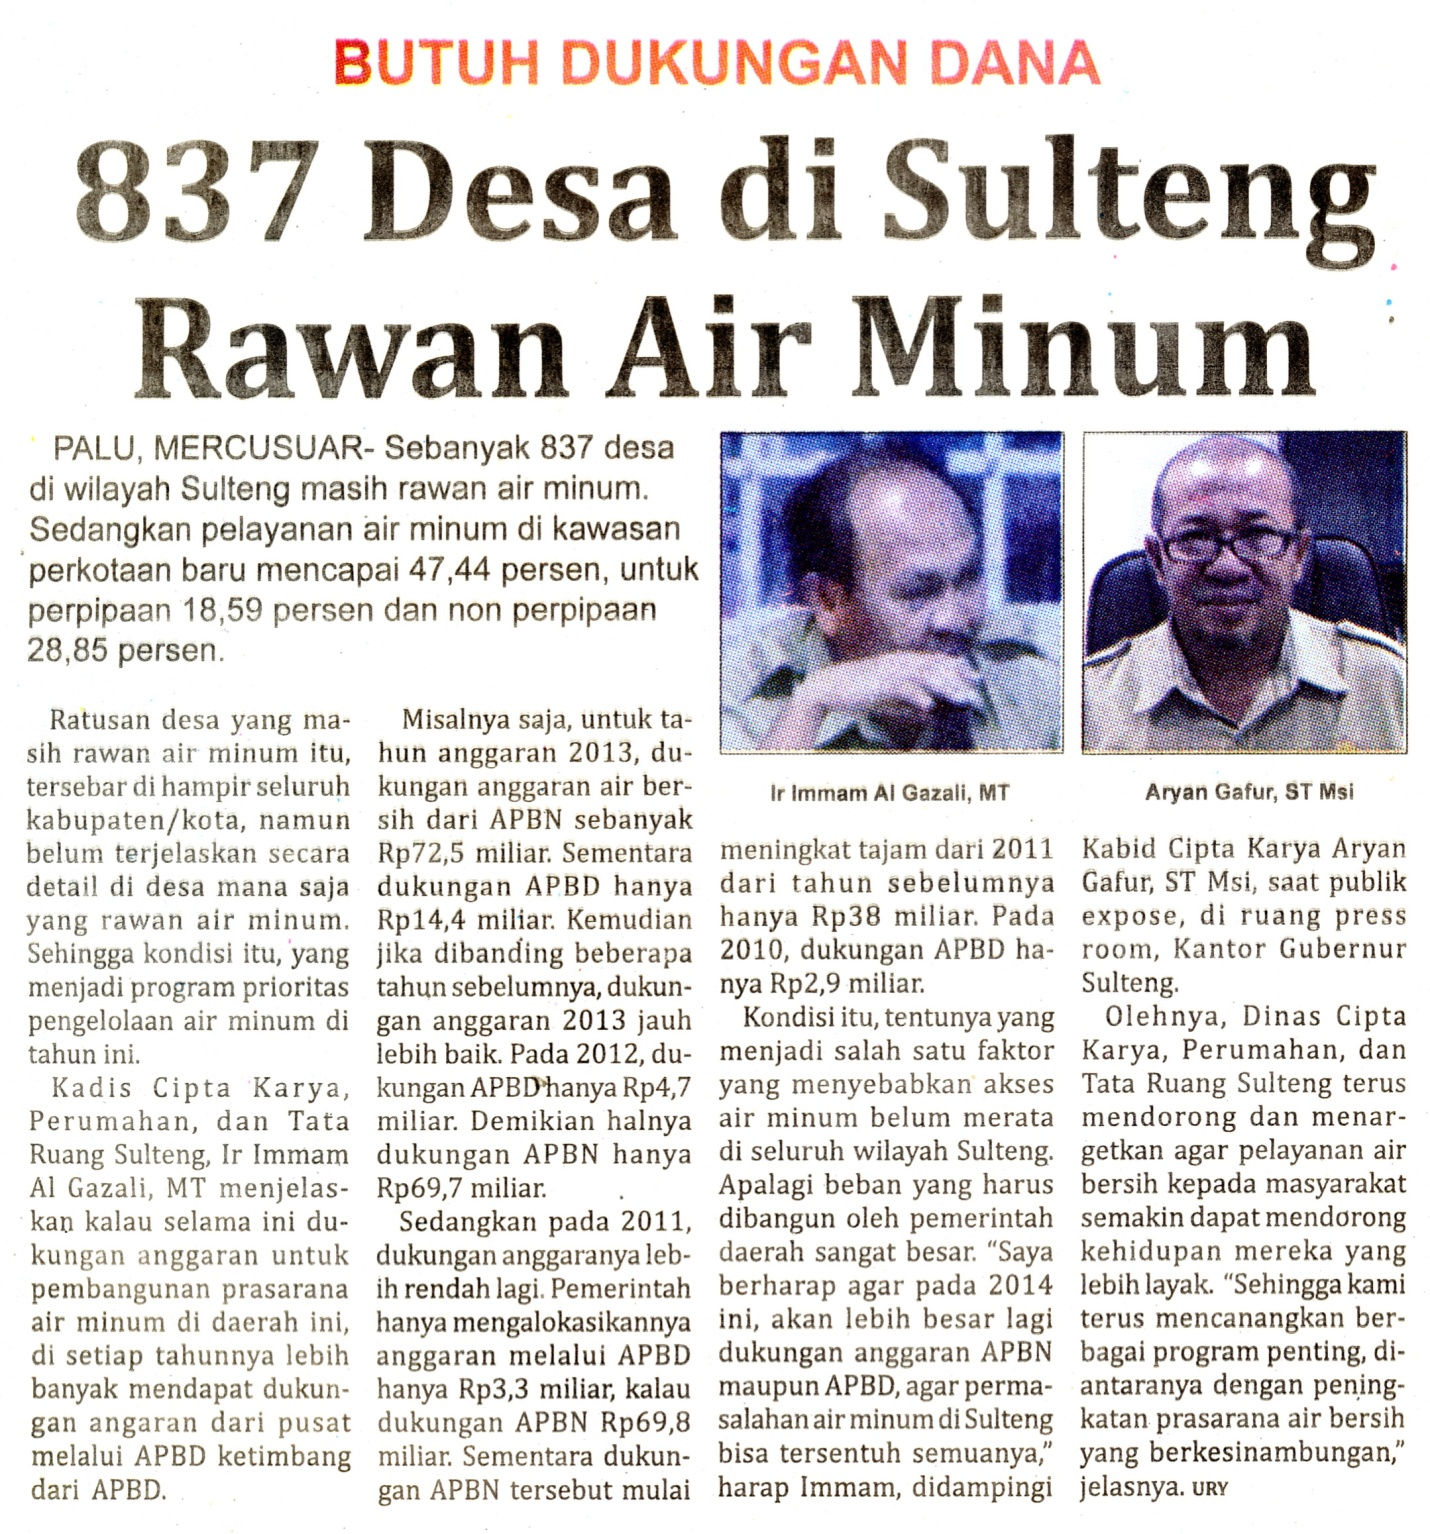 BUTUH DUKUNGAN DANA
837 Desa di Sulteng
Rawan Air Minum
PALU, MERCUSUAR- Sebanyak 837 desa
di wilayah Sulteng masih rawan air minum.
Sedangkan pelayanan air minum di kawasan
perkotaan baru mencapai 47,44 persen, untuk
perpipaan 18,59 persen dan non perpipaan
28,85 persen.
Ratusan desa yang ma-
sih rawan air minum itu,
tersebar di hampir seluruh
kabupaten/kota, namun
belum terjelaskan secara
detail di desa mana saja
yang rawan air minum.
Sehingga kondisi itu, yang
menjadi program prioritas
pengelolaan air minum di
tahun ini.
Kadis Cipta Karya,
Perumahan, dan Tata
Ruang Sulteng, Ir Immam
Al Gazali, MT menjelas-
kan kalau selama ini du-
kungan anggaran untuk
pembangunan prasarana
air minum di daerah ini,
di setiap tahunnya lebih
banyak mendapat dukun-
gan angaran dari pusat
melalui APBD ketimbang
dari APBD.
Misalnya saja, untuk ta-
hun anggaran 2013, du-
kungan anggaran air ber-
sih dari APBN sebanyak
Rp72,5 miliar. Sementara
dukungan APBD hanya
Rp14,4 miliar. Kemudian
jika dibanding beberapa
tahun sebelumnya, dukun-
gan anggaran 2013 jauh
lebih baik. Pada 2012, du-
kungan APBD hanya Rp4,7
miliar. Demikian halnya
dukungan APBN hanya
Rp69,7 miliar.
Sedangkan pada 2011,
dukungan anggaranya leb-
ih rendah lagi. Pemerintah
hanya mengalokasikannya
anggaran melalui APBD
hanya Rp3,3 miliar, kalau
dukungan APBN Rp69,8
miliar. Sementara dukun-
gan APBN tersebut mulai
Ir Immam Al Gazali, MT
meningkat tajam dari 2011
dari tahun sebelumnya
hanya Rp38 miliar. Pada
2010, dukungan APBD ha-
nya Rp2,9 miliar.
Kondisi itu, tentunya yang
menjadi salah satu faktor
yang menyebabkan akses
air minum belum merata
di seluruh wilayah Sulteng.
Apalagi beban yang harus
dibangun oleh pemerintah
daerah sangat besar. “Saya
berharap agar pada 2014
ini, akan lebih besar lagi
dukungan anggaran APBN
maupun APBD, agar perma-
salahan air minum di Sulteng
bisa tersentuh semuanya,”
harap Immam, didampingi
Aryan Gafur, ST Msi
Kabid Cipta Karya Aryan
Gafur, ST Msi, saat publik
expose, di ruang press
room, Kantor Gubernur
Sulteng.
Olehnya, Dinas Cipta
Karya, Perumahan, dan
Tata Ruang Sulteng terus
mendorong dan menar-
getkan agar pelayanan air
bersih kepada masyarakat
semakin dapat mendorong
kehidupan mereka yang
lebih layak. “Sehingga kami
terus mencanangkan ber-
bagai program penting, di-
antaranya dengan pening-
katan prasarana air bersih
yang berkesinambungan,”
jelasnya. URY